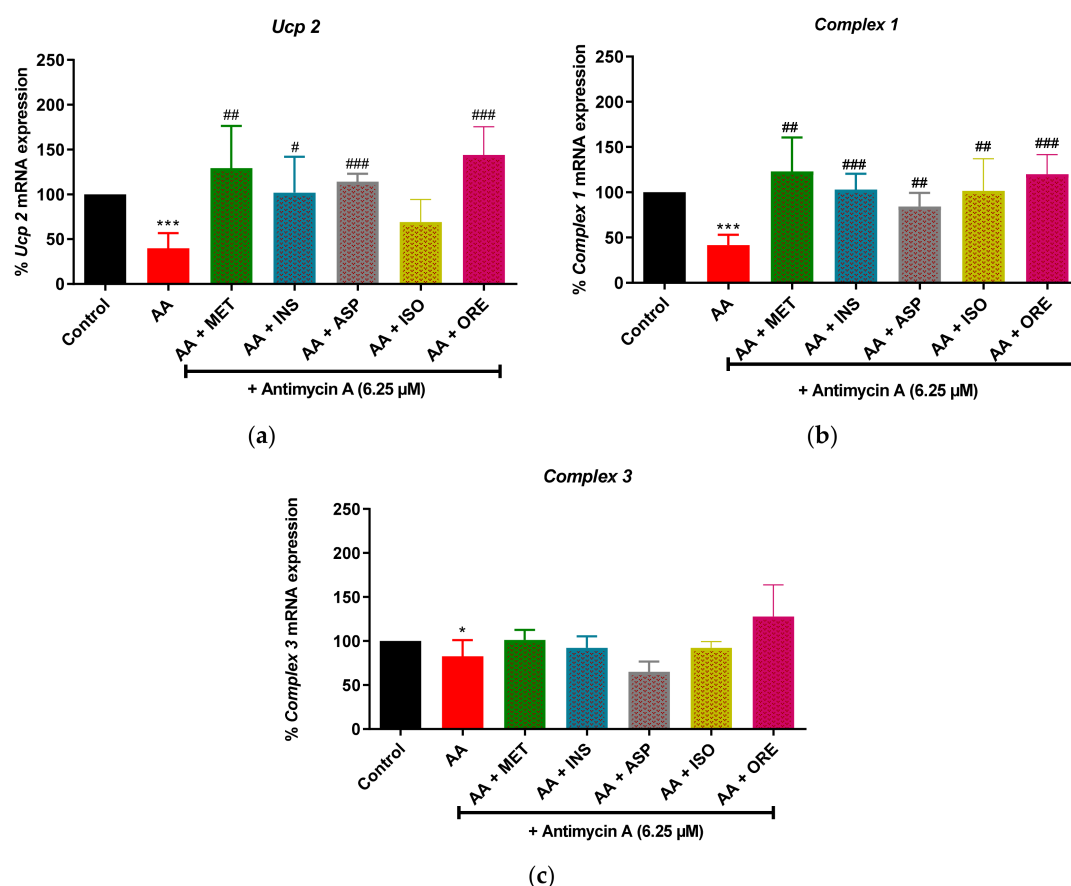 Ucp 2
% Ucp 2 mRNA expression
250
200
150
100
50
0
***
##
#
###
###
Control
AA
AA + MET
AA + INS
AA + ASP
AA + ISO
AA + ORE
+ Antimycin A (6.25 µM)
(a)
Complex 1
% Complex 1 mRNA expression
250
200
150
100
50
0
***
##
###
##
##
###
Control
AA
AA + MET
AA + INS
AA + ASP
AA + ISO
AA + ORE
+ Antimycin A (6.25 µM)
(b)
Complex 3
% Complex 3 mRNA expression
250
200
150
100
50
0
*
Control
AA
AA + MET
AA + INS
AA + ASP
AA + ISO
AA + ORE
+ Antimycin A (6.25 µM)
(c)